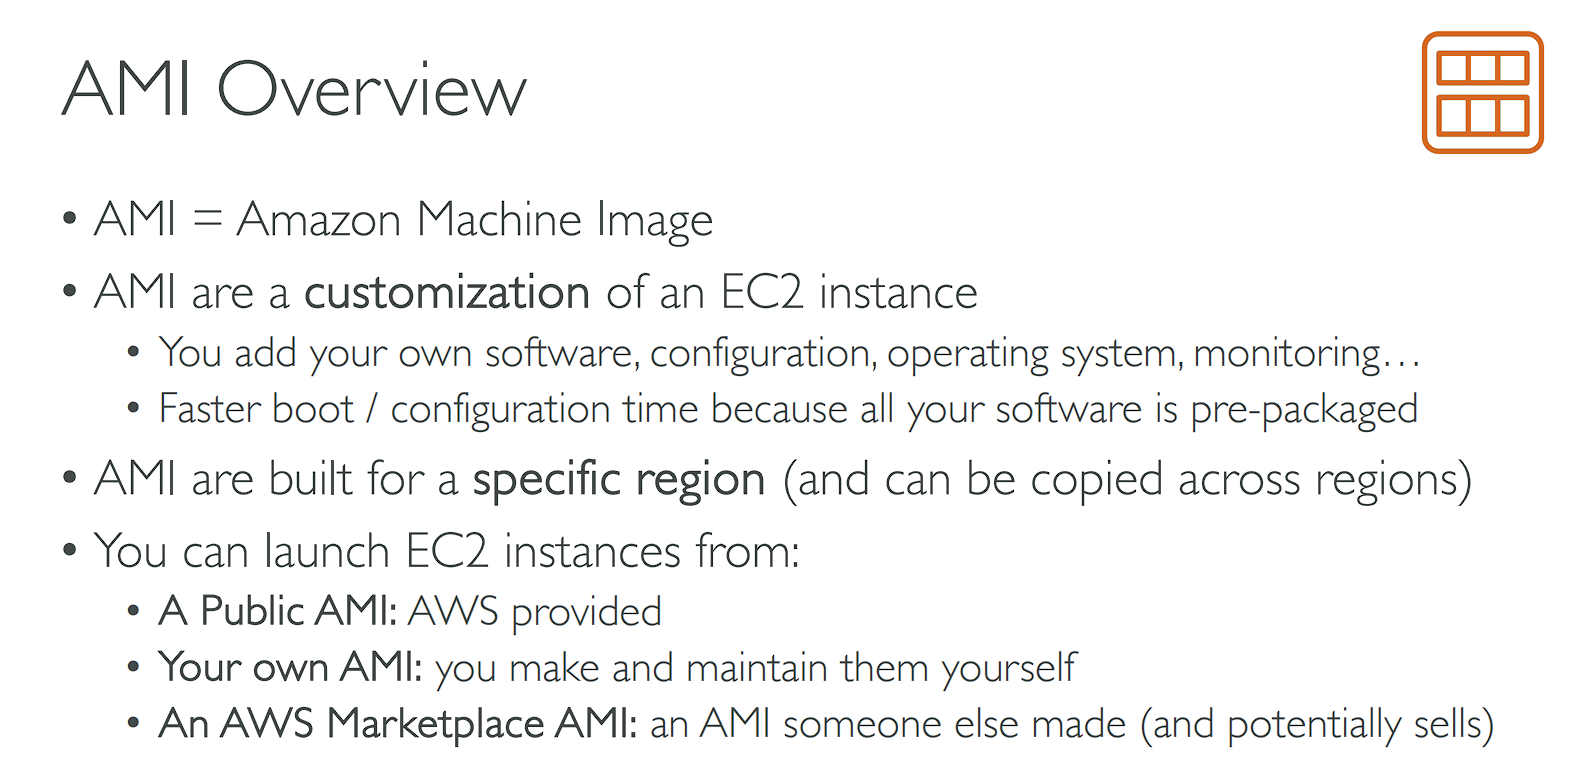 AMI Overview
• AMI = Amazon Machine Image
• AMI are a customization of an EC2 instance
• You add your own software, configuration, operating system, monitoring…
• Faster boot / configuration time because all your software is pre-packaged
• AMI are built for a specific region (and can be copied across regions)
• You can launch EC2 instances from:
• A Public AMI: AWS provided
• Your own AMI: you make and maintain them yourself
• An AWS Marketplace AMI: an AMI someone else made (and potentially sells)